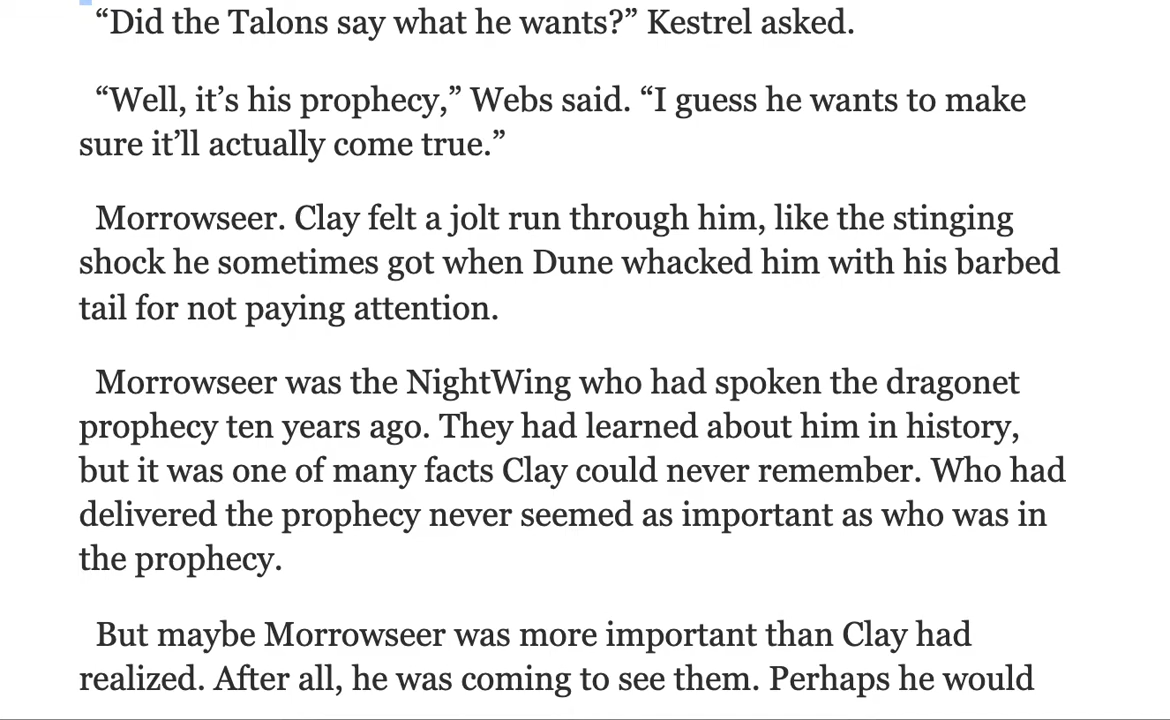 “Did the Talons say what he wants?” Kestrel asked.
“Well, it’s his prophecy,” Webs said. “I guess he wants to make
sure it’ll actually come true.”
Morrowseer. Clay felt a jolt run through him, like the stinging
shock he sometimes got when Dune whacked him with his barbed
tail for not paying attention.
Morrowseer was the NightWing who had spoken the dragonet
prophecy ten years ago. They had learned about him in history,
but it was one of many facts Clay could never remember. Who had
delivered the prophecy never seemed as important as who was in
the prophecy.
But maybe Morrowseer was more important than Clay had
realized. After all, he was coming to see them. Perhaps he would